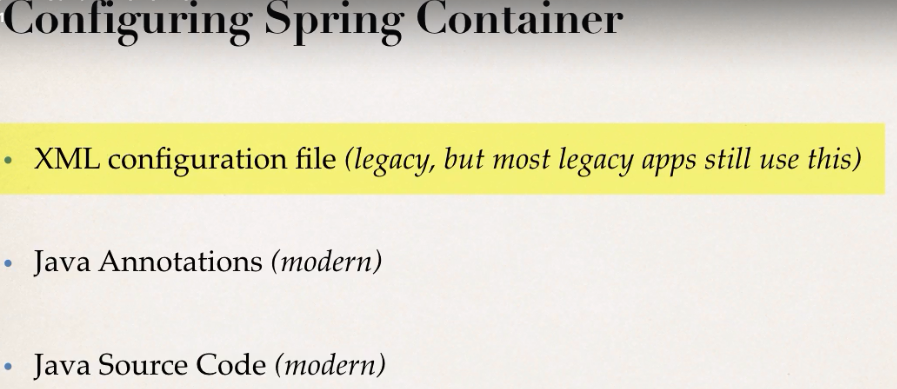 Configuring Spring Container
• XML configuration file (legacy, but most legacy apps still use this)
• Java Annotations (modern)
• Java Source Code (modern)